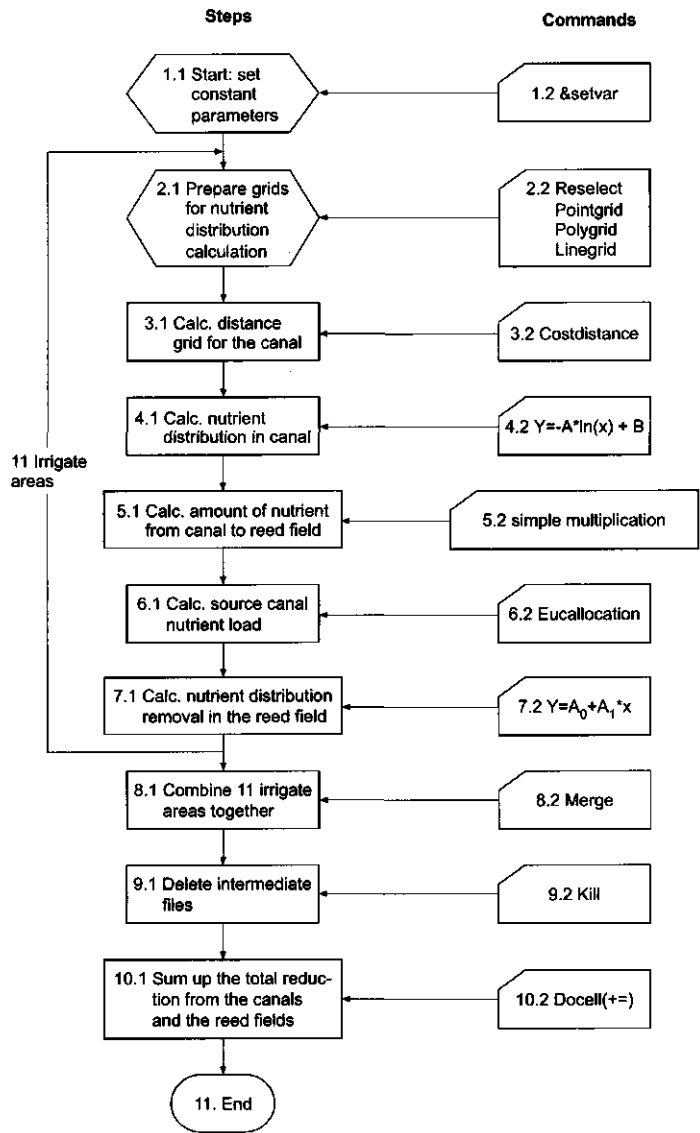 Steps
Commands
1.1 Start: set
constant
parameters
1.2 &setvar
2.1 Prepare grids
for nutrient
distribution
calculation
2.2 Reselect
Pointgrid
Polygrid
Linegrid
3.1 Calc. distance
grid for the canal
3.2 Costdistance
4.1 Calc. nutrient
distribution in canal
4.2 Y=-A*ln(x) + B
11 Irrigate
areas
5.1 Calc. amount of nutrient
from canal to reed field
5.2 simple multiplication
6.1 Calc. source canal
nutrient load
6.2 Eucallocation
7.1 Calc. nutrient distribution
removal in the reed field
7.2 Y=A₀+A₁*x
8.1 Combine 11 irrigate
areas together
8.2 Merge
9.1 Delete intermediate
files
9.2 Kill
10.1 Sum up the total reduc-
tion from the canals
and the reed fields
10.2 Docell(+=)
11. End